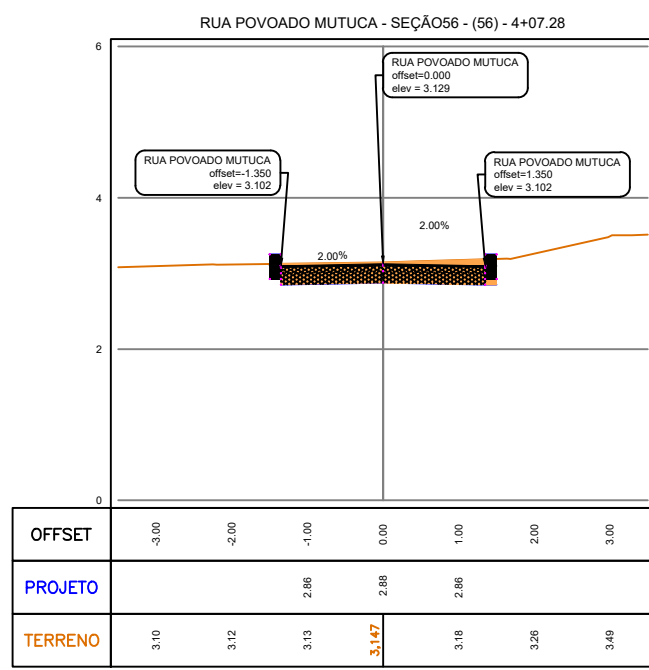 RUA POVOADO MUTUCA - SEÇÃO56 - (56) - 4+07.28
6
RUA POVOADO MUTUCA
offset=0.000
elev = 3.129
RUA POVOADO MUTUCA
offset=-1.350
elev = 3.102
RUA POVOADO MUTUCA
offset=1.350
elev = 3.102
4
2.00%
2.00%
2
0
OFFSET -3.00 -2.00 -1.00 0.00 1.00 2.00 3.00
PROJETO 2.86 2.88 2.86
TERRENO 3.10 3.12 3.13 3,147 3.18 3.26 3.49